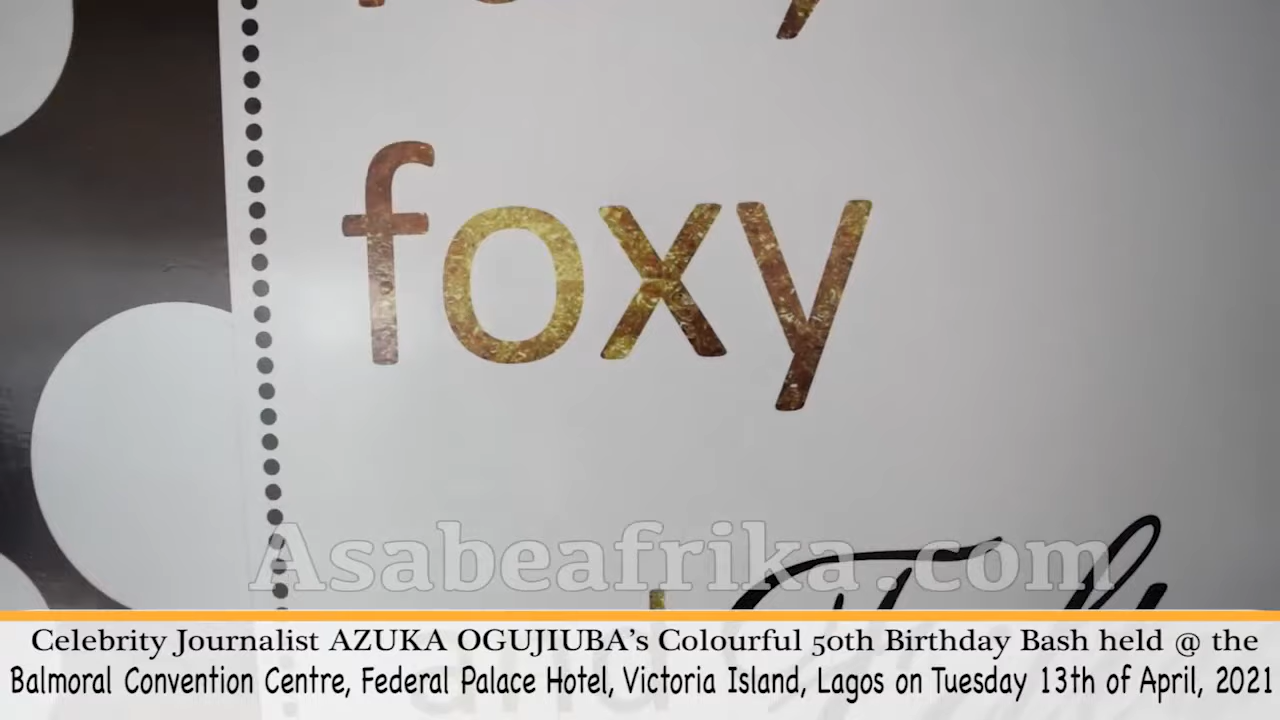 foxy
Asabeafrika.com
Celebrity Journalist AZUKA OGUJIUBA's Colourful 50th Birthday Bash held @ the
Balmoral Convention Centre, Federal Palace Hotel, Victoria Island, Lagos on Tuesday 13th of April, 2021